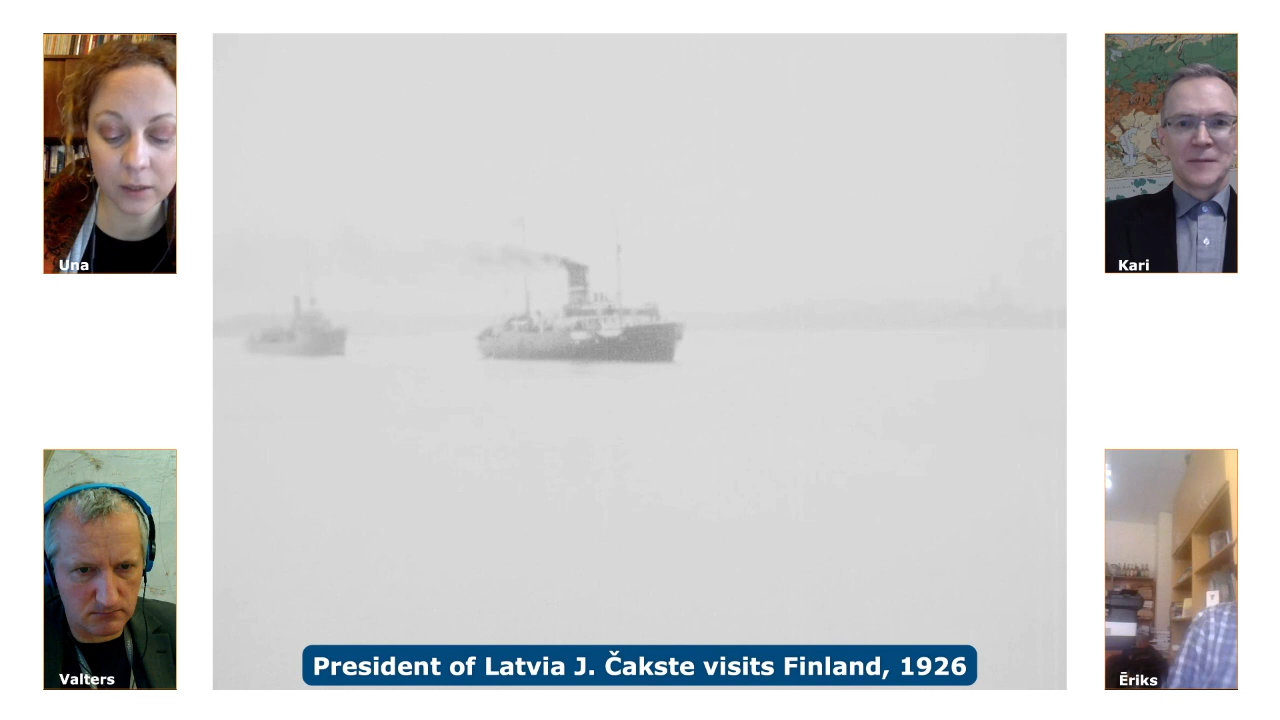 Una
Kari
Valters
Ēriks
President of Latvia J. Čakste visits Finland, 1926